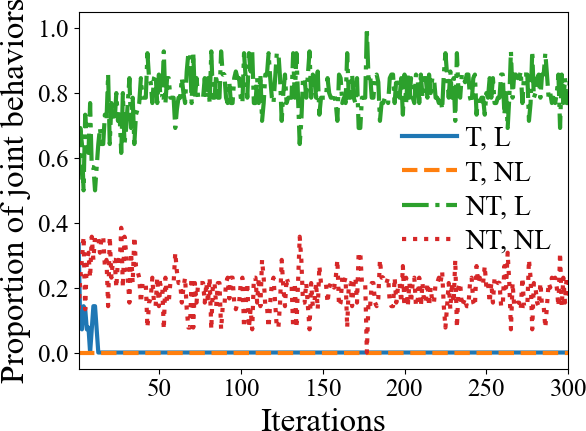 Proportion of joint behaviors
1.0
0.8
0.6
0.4
0.2
0.0
T, L
T, NL
NT, L
NT, NL
50 100 150 200 250 300
Iterations